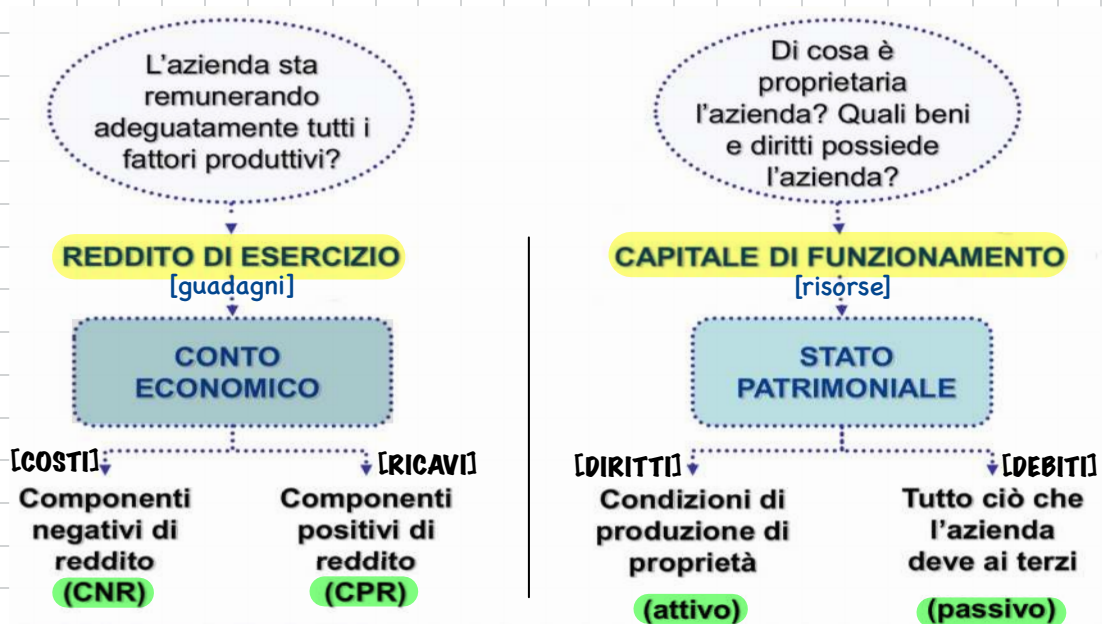 L'azienda sta
remunerando
adeguatamente tutti i
fattori produttivi?
REDDITO DI ESERCIZIO
[guadagni]
CONTO
ECONOMICO
[COSTI]
Componenti
negativi di
reddito
(CNR)
[RICAVI]
Componenti
positivi di
reddito
(CPR)
Di cosa è
proprietaria
l'azienda? Quali beni
e diritti possiede
l'azienda?
CAPITALE DI FUNZIONAMENTO
[risorse]
STATO
PATRIMONIALE
[DIRITTI]
Condizioni di
produzione di
proprietà
(attivo)
[DEBITI]
Tutto ciò che
l'azienda
deve ai terzi
(passivo)